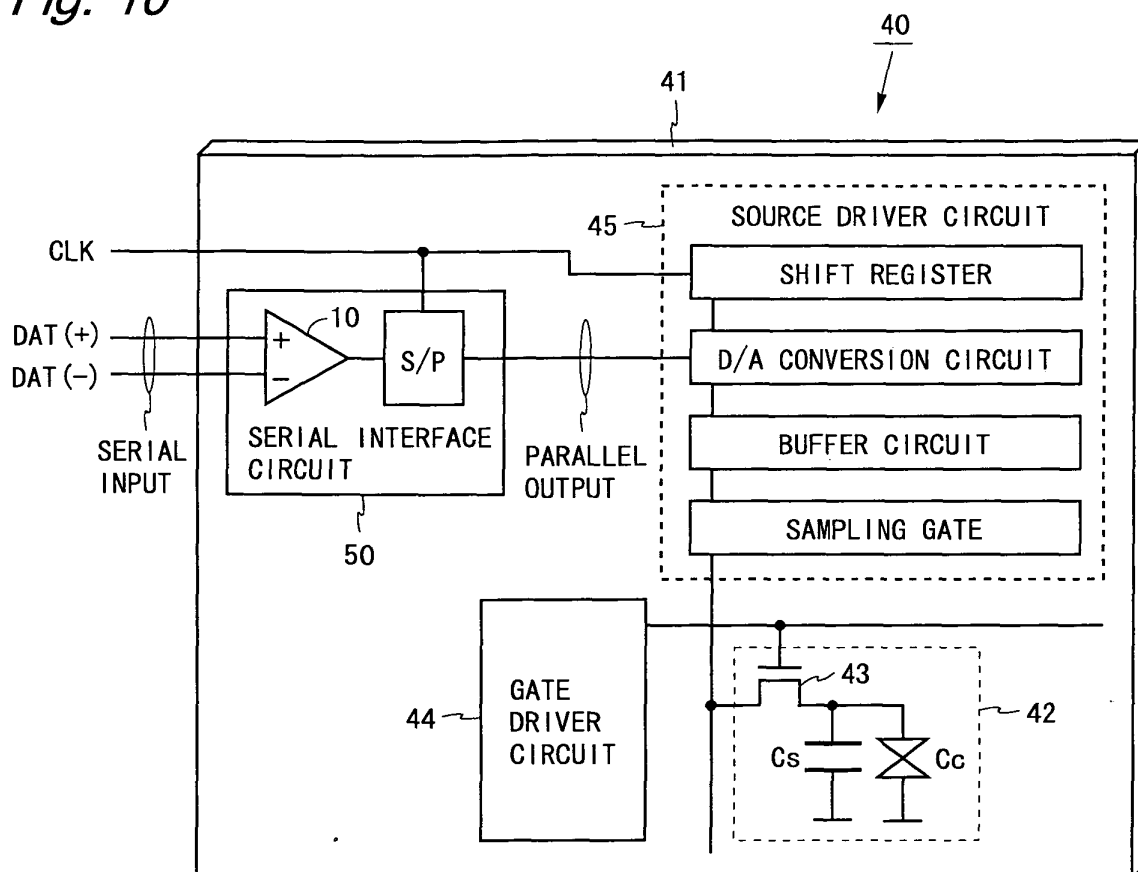 Fig. 10
40
41
45
SOURCE DRIVER CIRCUIT
CLK
SHIFT REGISTER
10
DAT(+)
+
S/P
D/A CONVERSION CIRCUIT
DAT(-)
-
SERIAL INPUT
SERIAL INTERFACE CIRCUIT
PARALLEL OUTPUT
BUFFER CIRCUIT
50
SAMPLING GATE
44
GATE DRIVER CIRCUIT
43
42
Cs
Cc